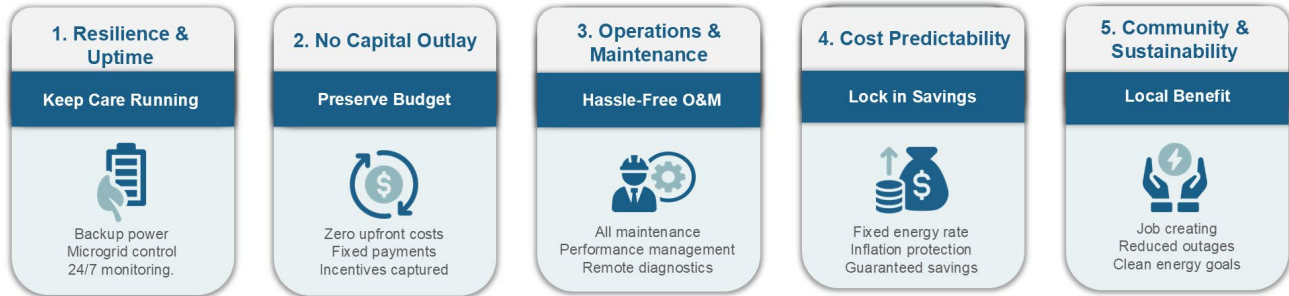 1. Resilience &
Uptime
Keep Care Running
Backup power
Microgrid control
24/7 monitoring.
2. No Capital Outlay
Preserve Budget
$
Zero upfront costs
Fixed payments
Incentives captured
3. Operations &
Maintenance
Hassle-Free O&M
All maintenance
Performance management
Remote diagnostics
4. Cost Predictability
Lock in Savings
$
Fixed energy rate
Inflation protection
Guaranteed savings
5. Community &
Sustainability
Local Benefit
Job creating
Reduced outages
Clean energy goals